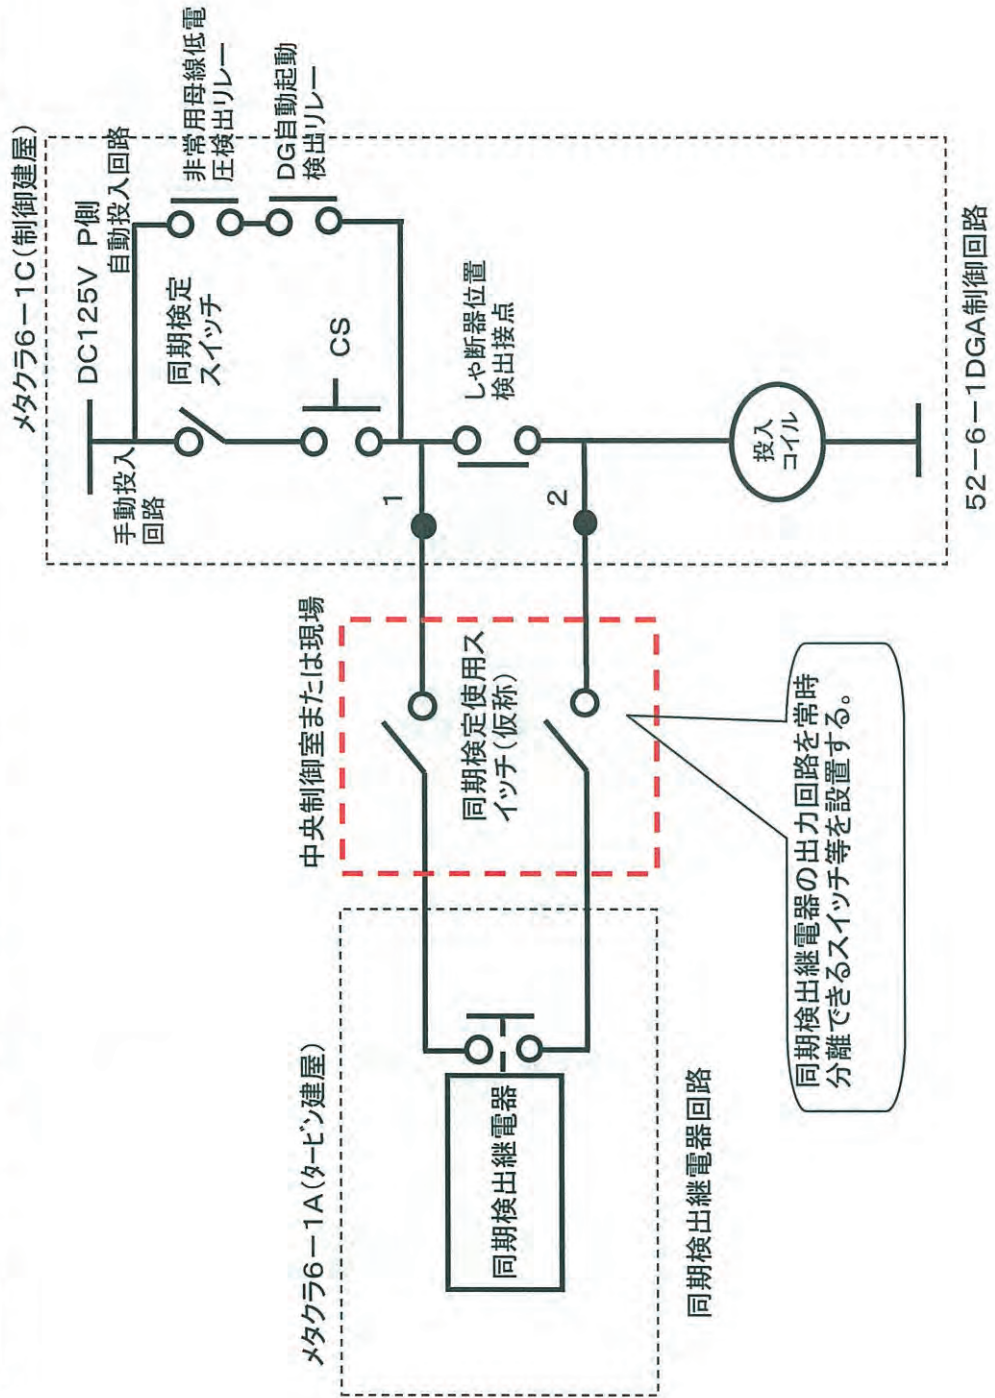 メタクラ6-1C(制御建屋)
DC125V P側
自動投入回路
手動投入
回路
同期検定
スイッチ
非常用母線低電
圧検出リレー
DG自動起動
検出リレー
CS
1
しゃ断器位置
検出接点
2
投入
コイル
52-6-1DGA制御回路
中央制御室または現場
同期検定使用ス
イッチ(仮称)
同期検出継電器の出力回路を常時
分離できるスイッチ等を設置する。
メタクラ6-1A(タービン建屋)
同期検出継電器
同期検出継電器回路